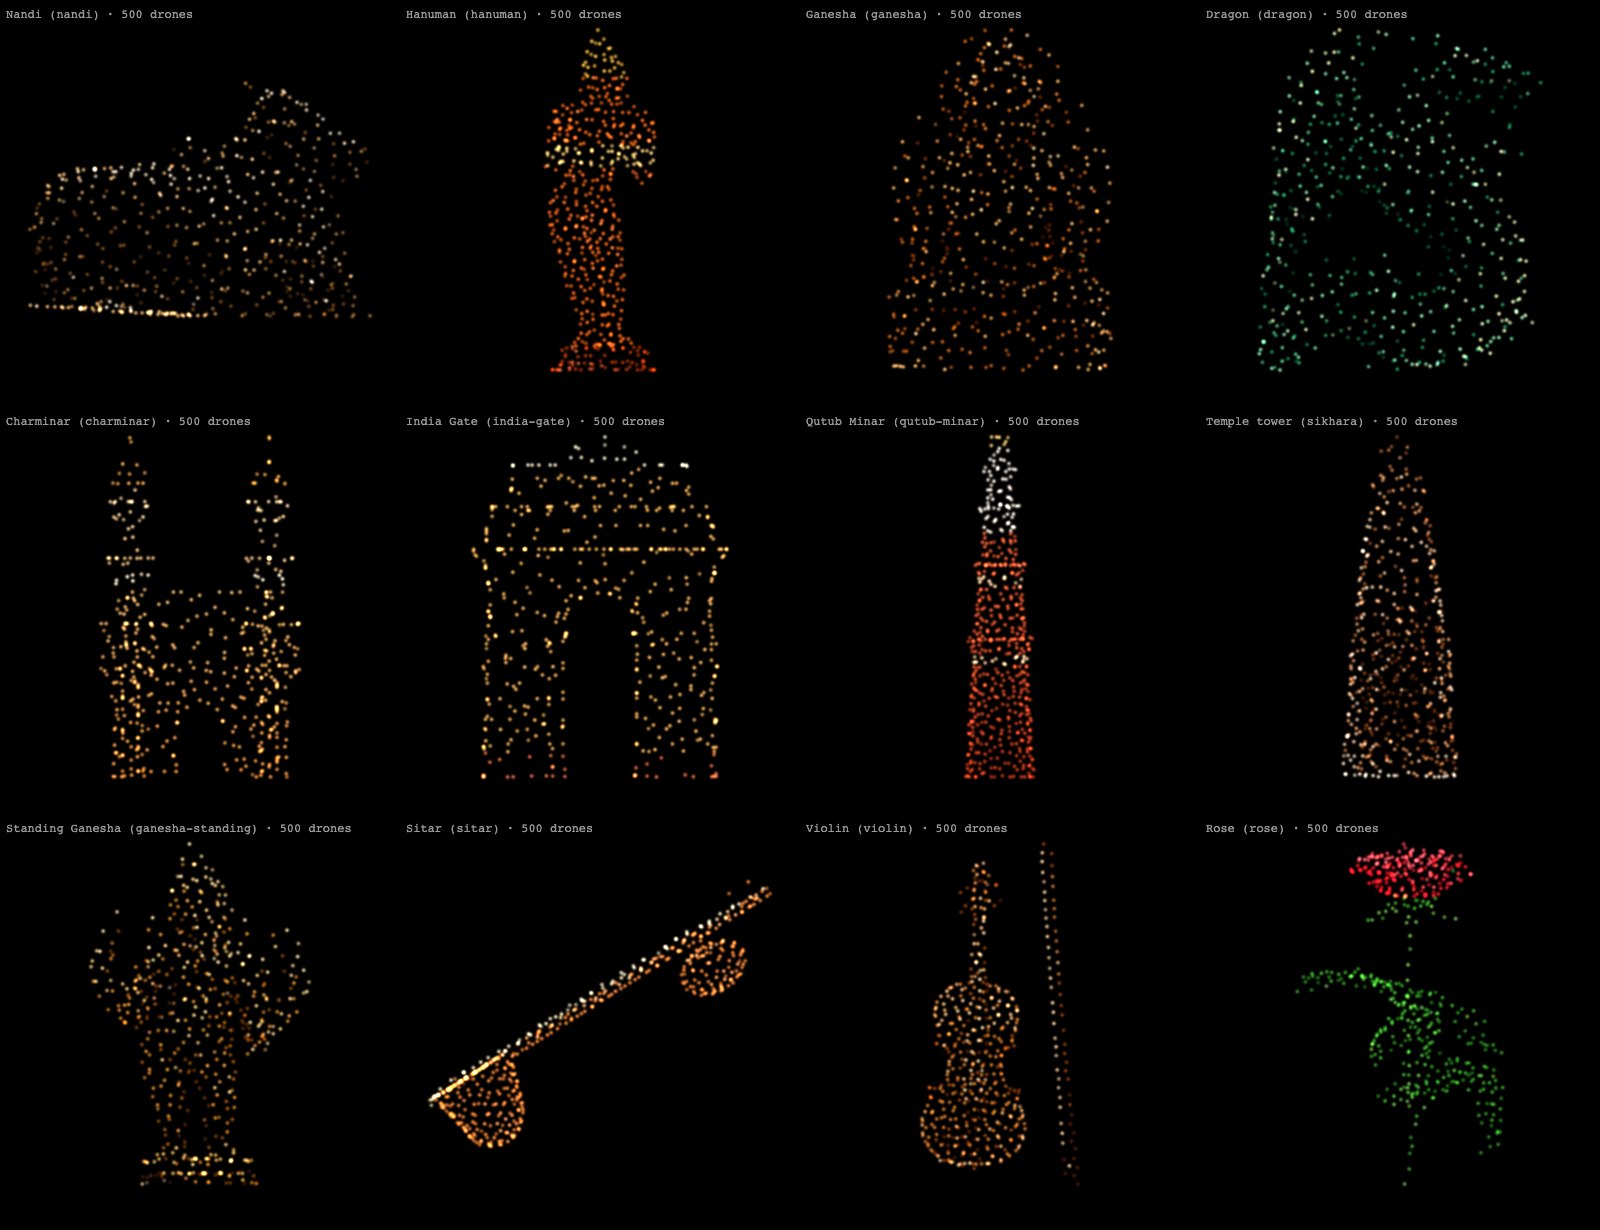 Nandi (nandi) · 500 drones
Hanuman (hanuman) · 500 drones
Ganesha (ganesha) · 500 drones
Dragon (dragon) · 500 drones
Charminar (charminar) · 500 drones
India Gate (india-gate) · 500 drones
Qutub Minar (qutub-minar) · 500 drones
Temple tower (sikhara) · 500 drones
Standing Ganesha (ganesha-standing) · 500 drones
Sitar (sitar) · 500 drones
Violin (violin) · 500 drones
Rose (rose) · 500 drones